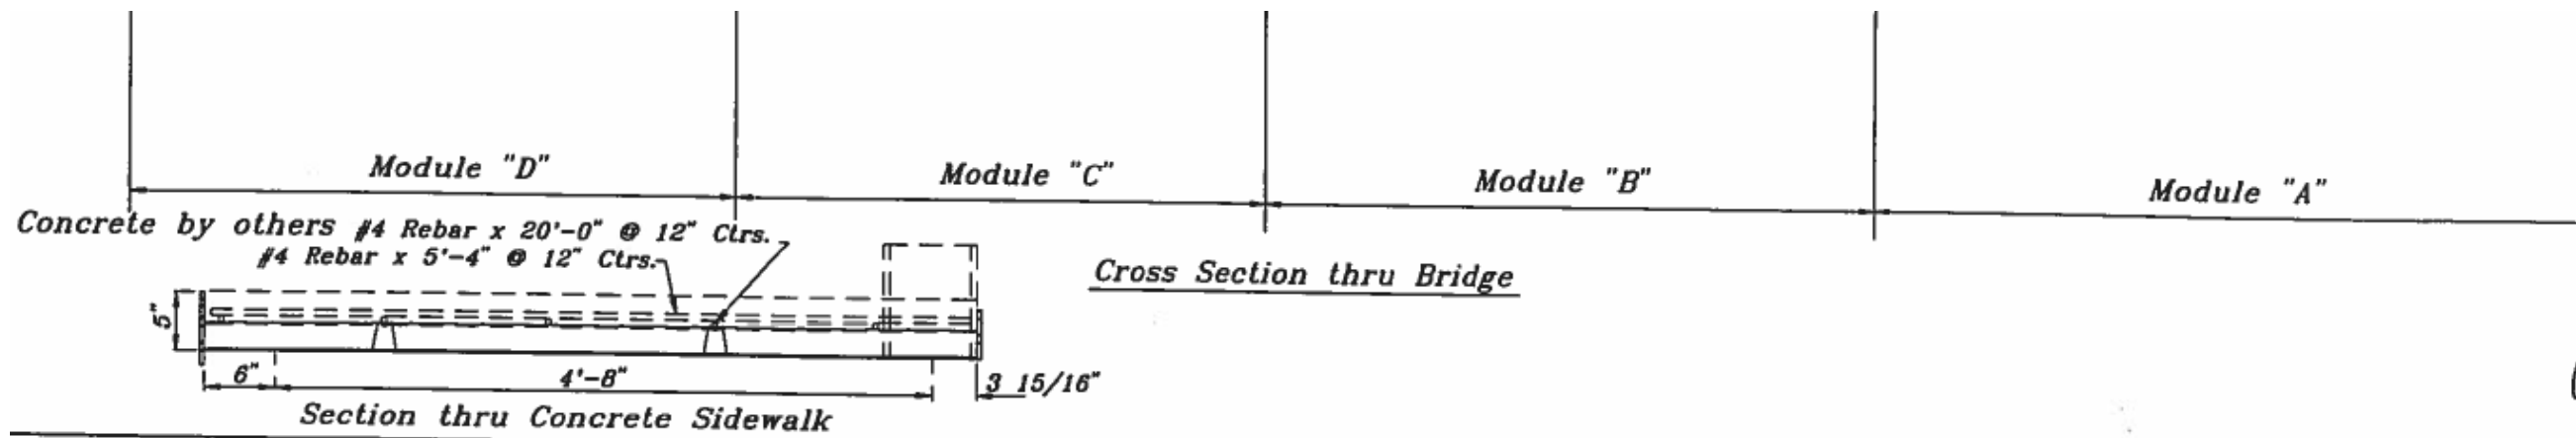 Module "D"
Module "C"
Module "B"
Module "A"
Concrete by others #4 Rebar x 20'-0" @ 12" Ctrs.
#4 Rebar x 5'-4" @ 12" Ctrs.
Cross Section thru Bridge
5"
6"
4'-8"
3 15/16"
Section thru Concrete Sidewalk